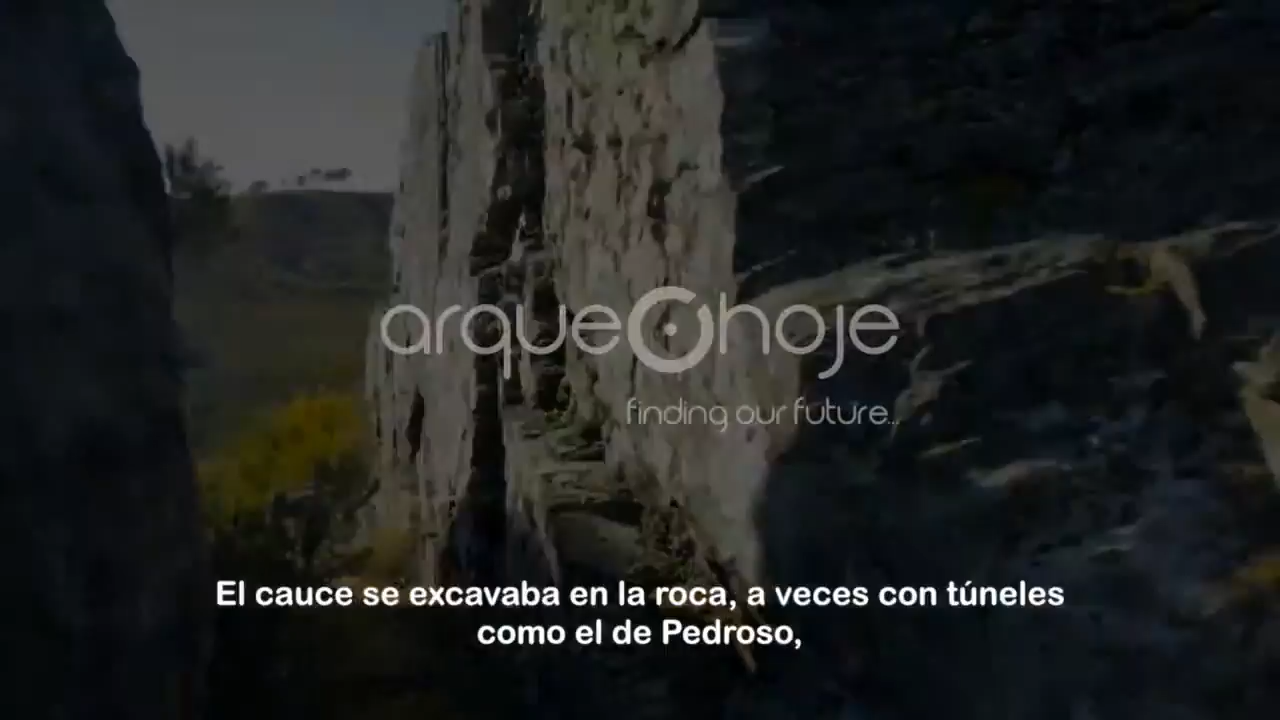 arqueohoje
finding our future...
El cauce se excavaba en la roca, a veces con túneles
como el de Pedroso,